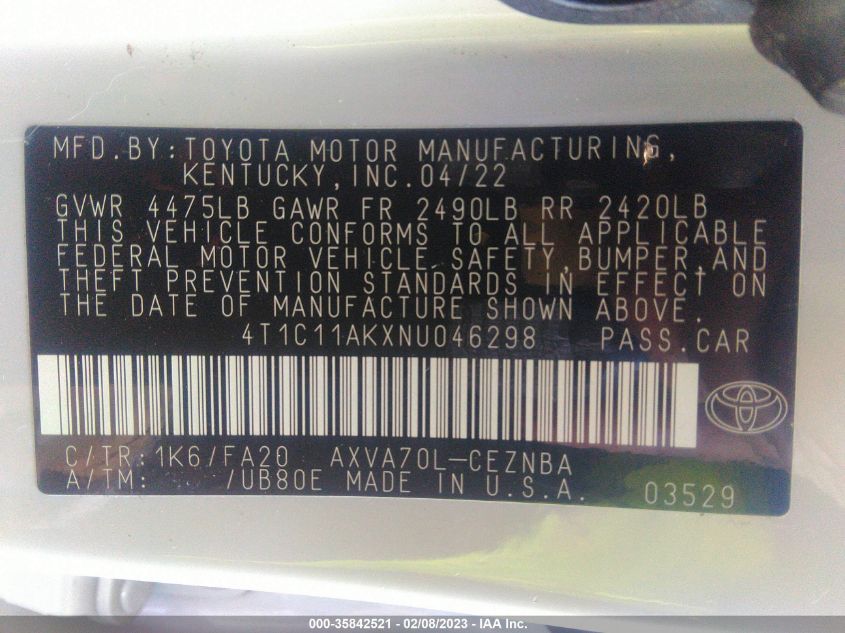 MFD.BY:TOYOTA MOTOR MANUFACTURING,
KENTUCKY,INC.04/22
GVWR 4475LB GAWR FR 2490LB RR 2420LB
THIS VEHICLE CONFORMS TO ALL APPLICABLE
FEDERAL MOTOR VEHICLE SAFETY,BUMPER,AND
THEFT PREVENTION STANDARDS IN EFFECT ON
THE DATE OF MANUFACTURE SHOWN ABOVE.
4T1C11AKXNU046298 PASS.CAR
C/TR:1K6/FA20 AXVA70L-CEZNBA
A/TM: /UB80E MADE IN U.S.A. 03529
000-35842521 - 02/08/2023 - IAA Inc.